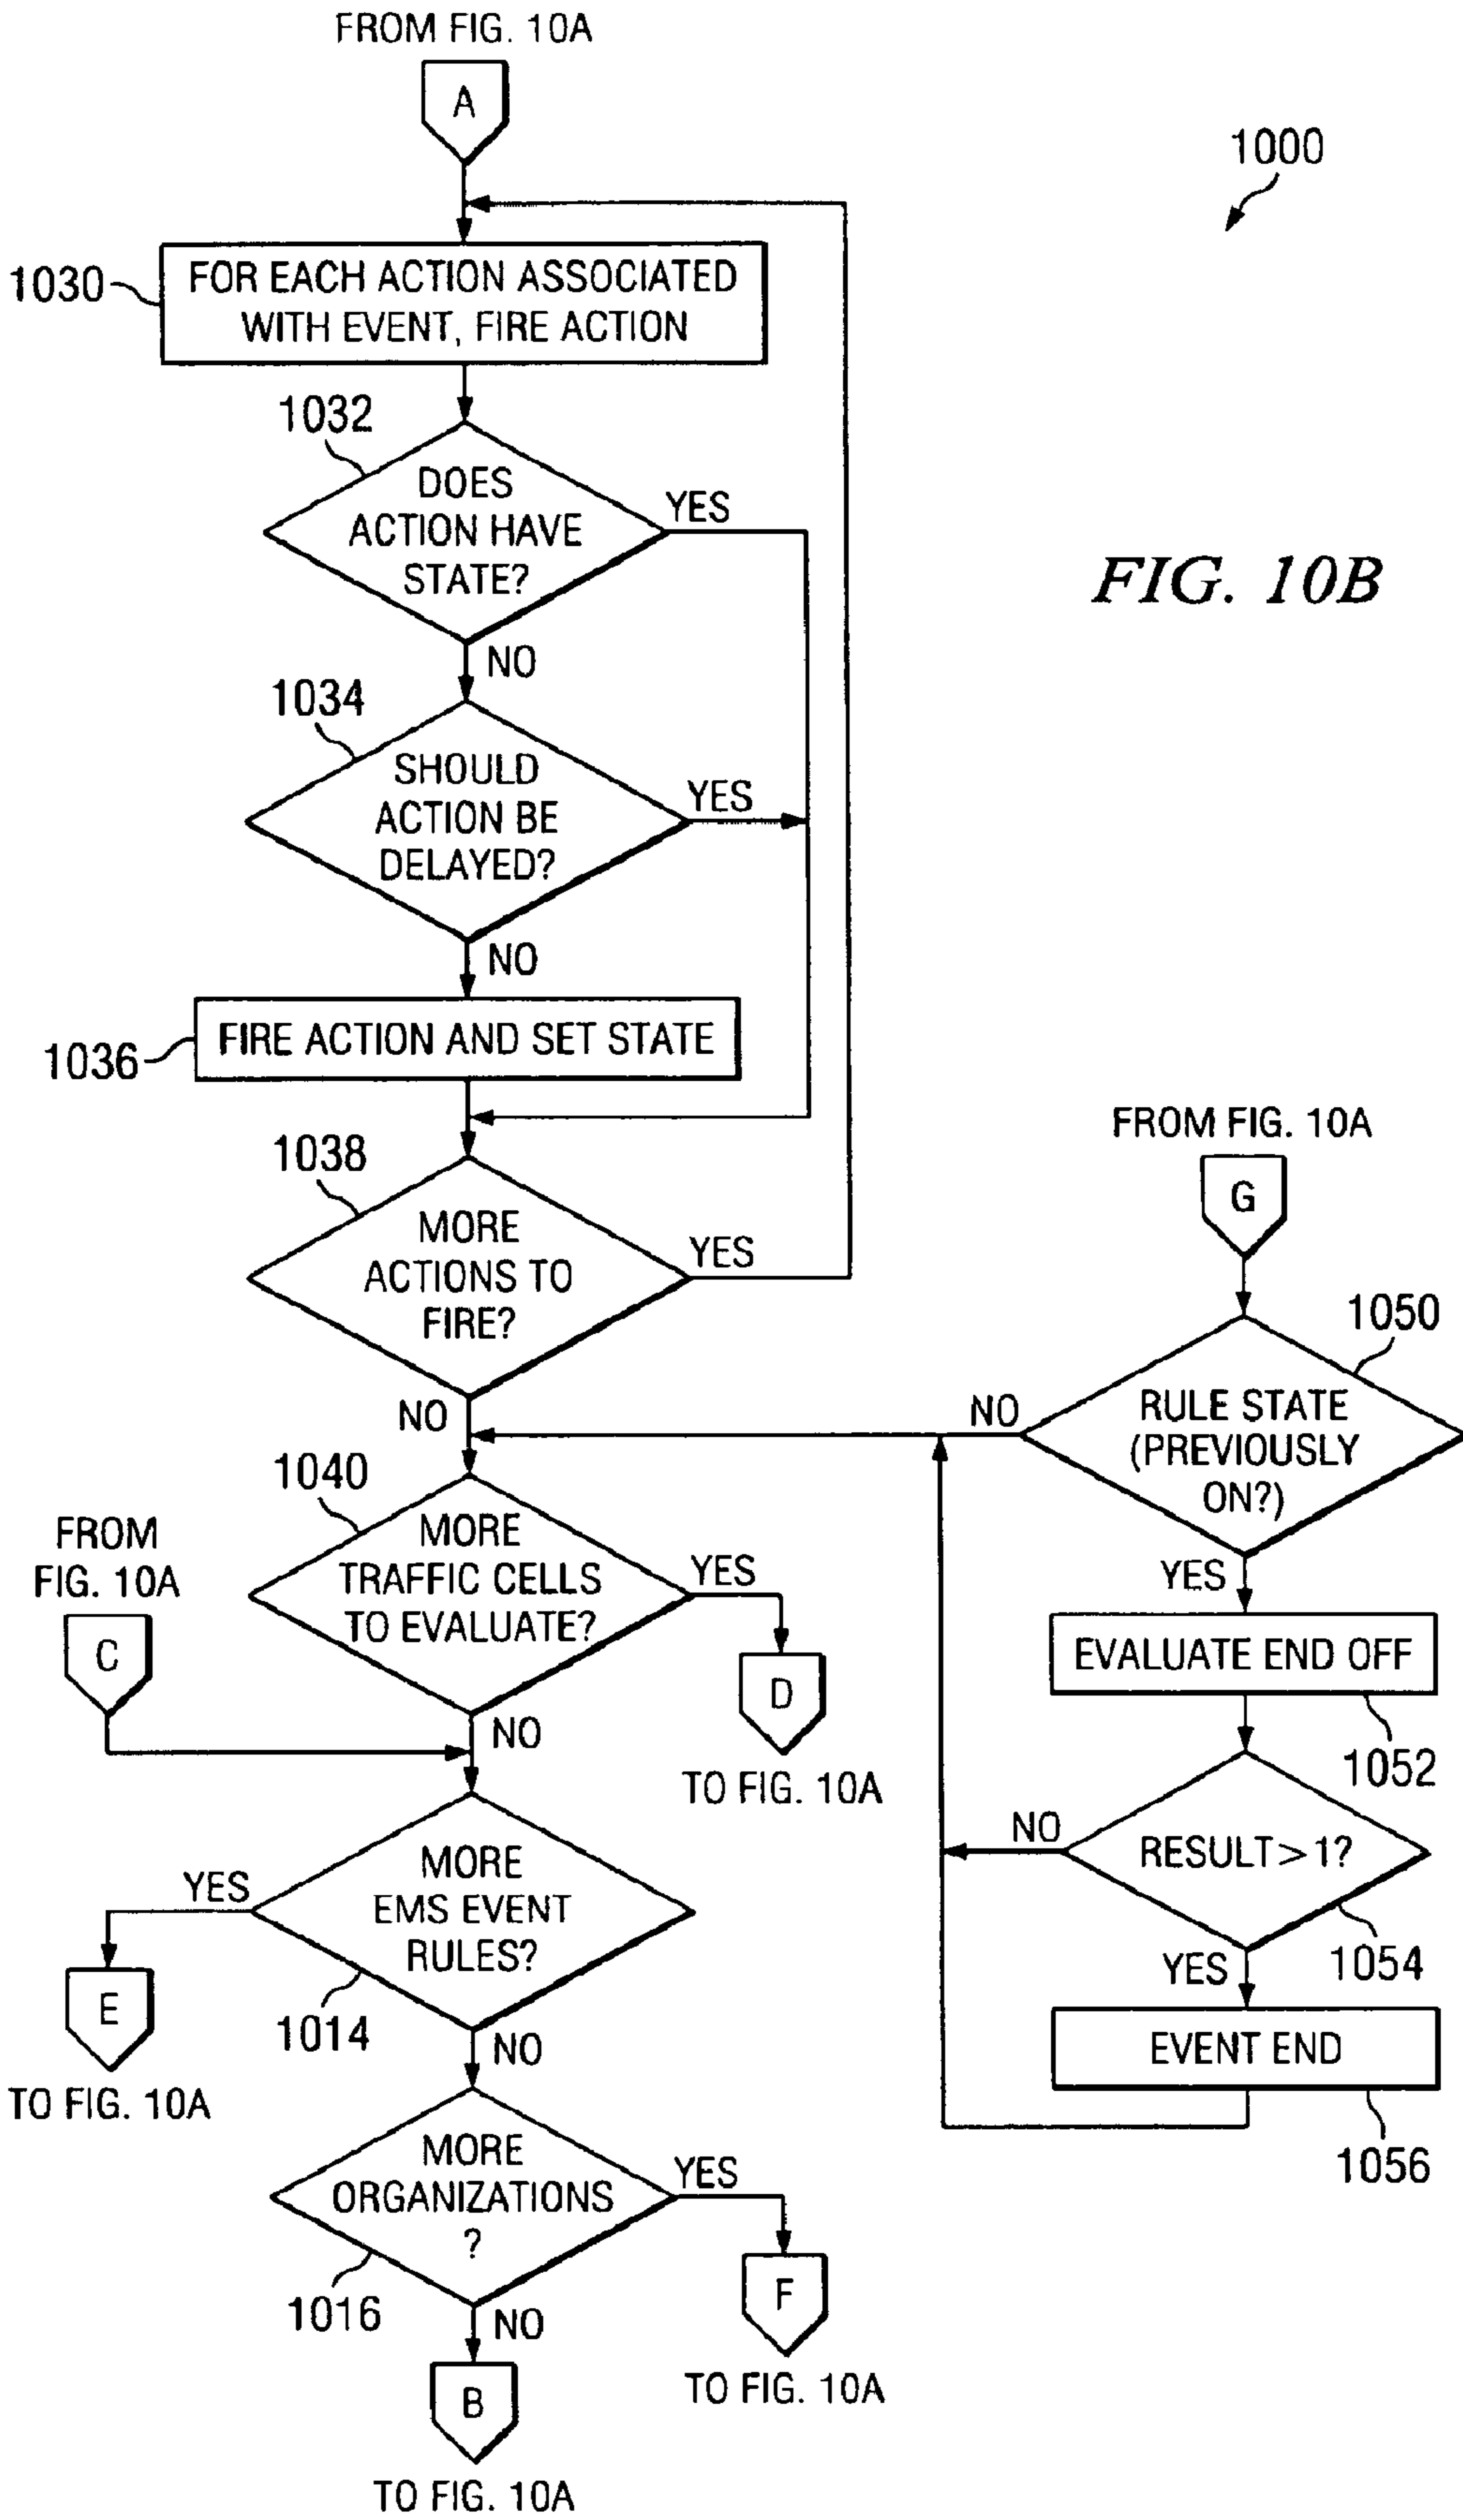 FROM FIG. 10A
A
1000
1030
FOR EACH ACTION ASSOCIATED
WITH EVENT, FIRE ACTION
1032
DOES
ACTION HAVE
STATE?
YES
NO
FIG. 10B
1034
SHOULD
ACTION BE
DELAYED?
YES
NO
1036
FIRE ACTION AND SET STATE
1038
MORE
ACTIONS TO
FIRE?
YES
NO
FROM FIG. 10A
G
1050
RULE STATE
(PREVIOUSLY
ON?)
NO
YES
1040
MORE
TRAFFIC CELLS
TO EVALUATE?
YES
NO
FROM
FIG. 10A
C
D
TO FIG. 10A
EVALUATE END OFF
1052
RESULT > 1?
NO
YES
1054
EVENT END
1056
MORE
EMS EVENT
RULES?
YES
1014
NO
E
TO FIG. 10A
MORE
ORGANIZATIONS
?
YES
1016
NO
F
TO FIG. 10A
B
TO FIG. 10A